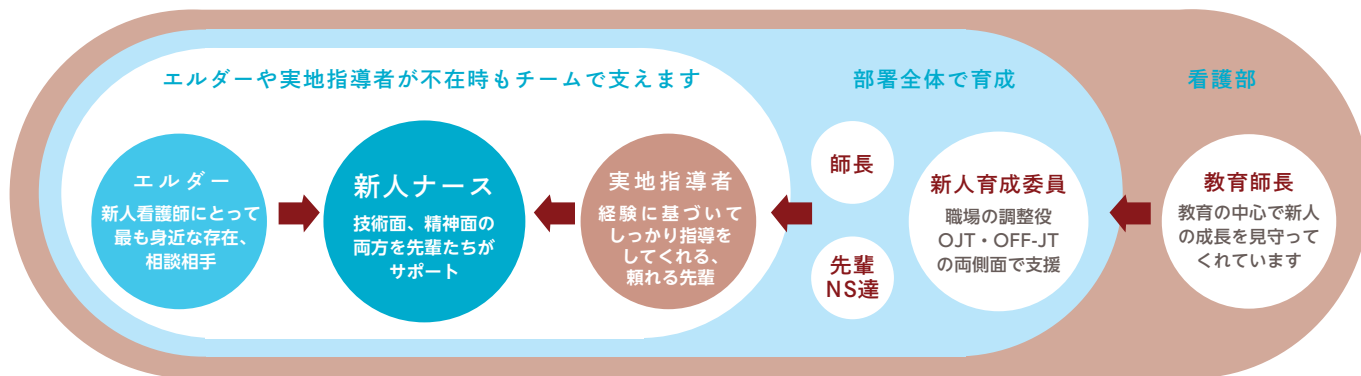 エルダーや実地指導者が不在時もチームで支えます
部署全体で育成
看護部
エルダー
新人看護師にとって
最も身近な存在、
相談相手
新人ナース
技術面、精神面の
両方を先輩たちが
サポート
実地指導者
経験に基づいて
しっかり指導を
してくれる、
頼れる先輩
師長
先輩
NS達
新人育成委員
職場の調整役
OJT・OFF-JT
の両側面で支援
教育師長
教育の中心で新人
の成長を見守って
くれています